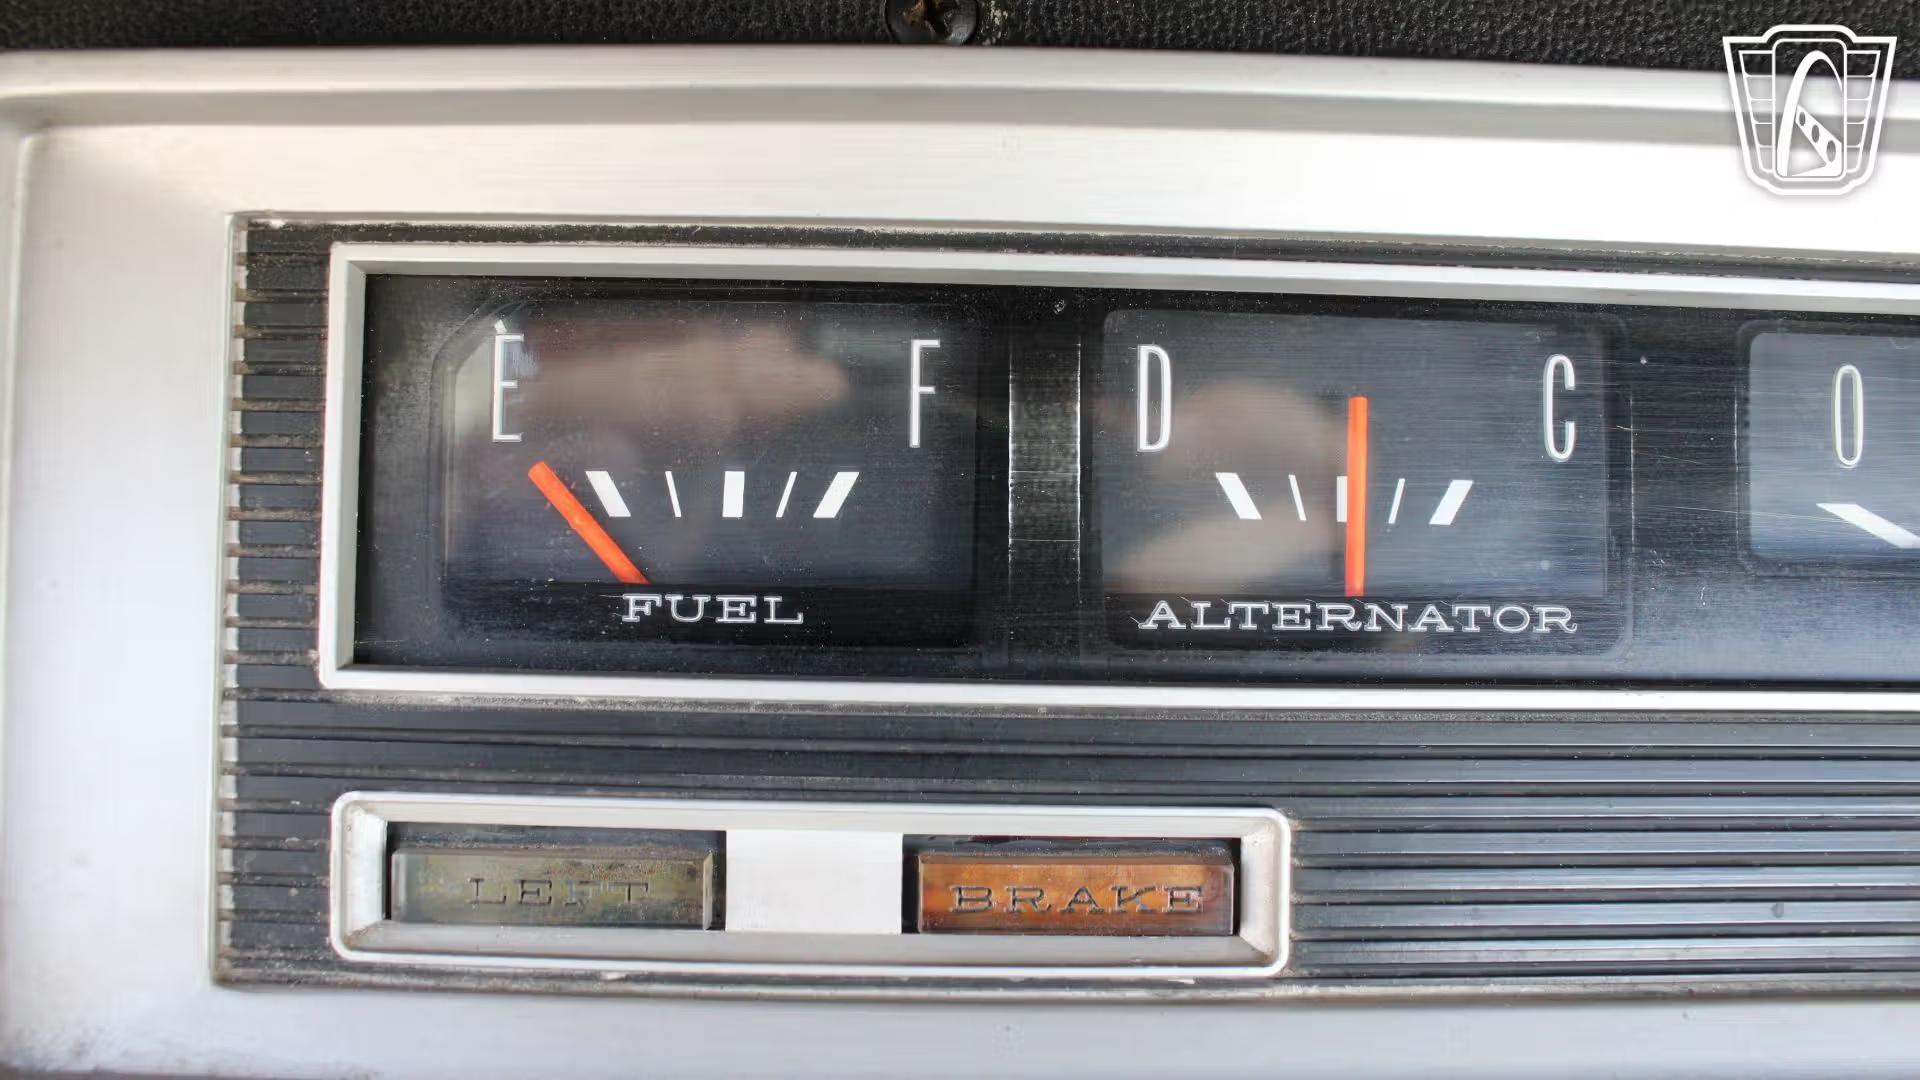 E F D C O
FUEL ALTERNATOR
LEFT BRAKE